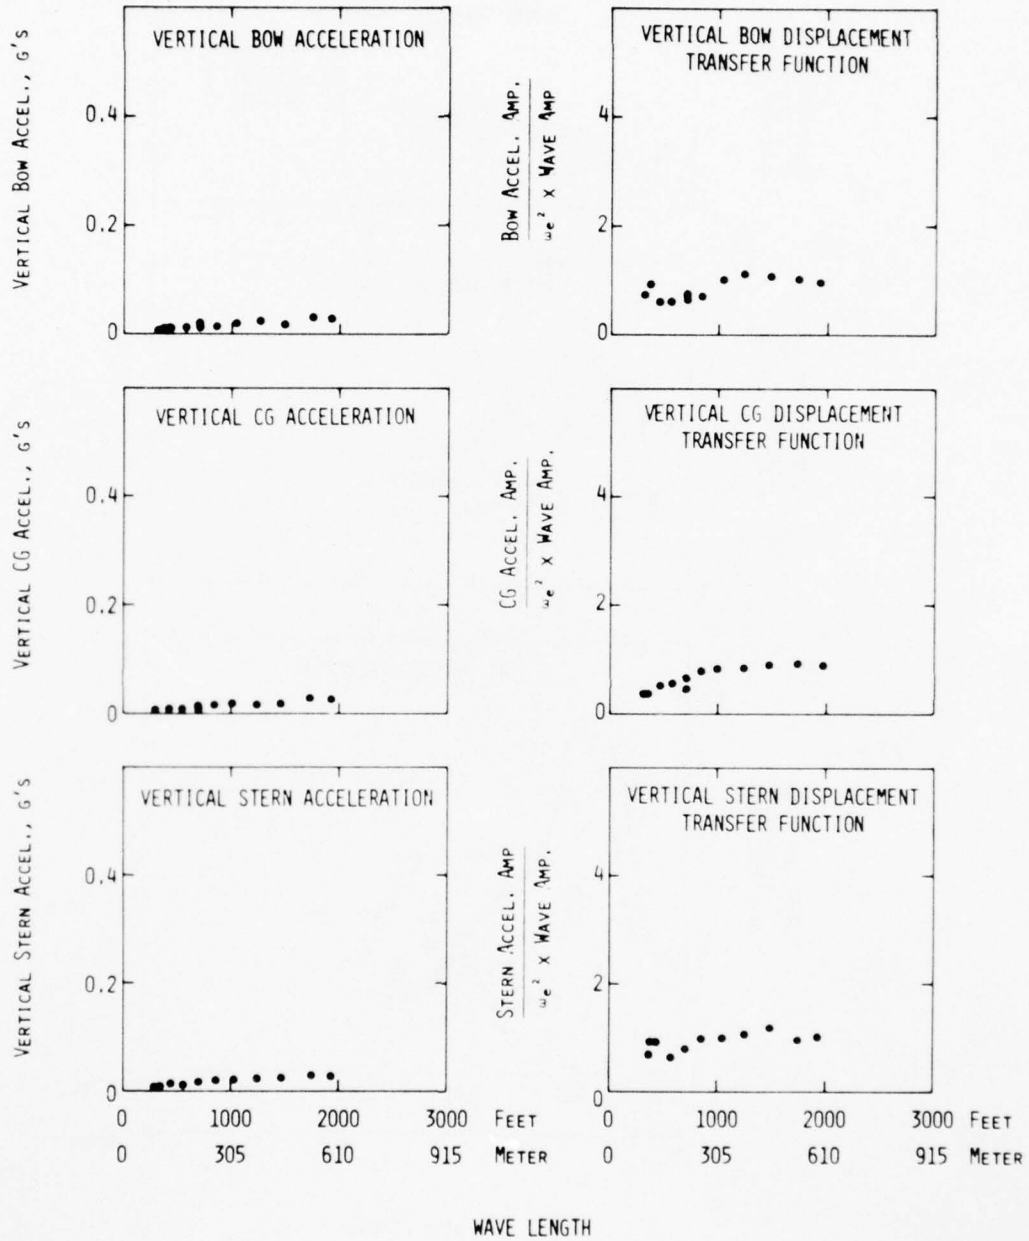 VERTICAL BOW ACCELERATION
VERTICAL BOW ACCEL., G'S
0.4
0.2
0
VERTICAL BOW DISPLACEMENT
TRANSFER FUNCTION
BOW ACCEL. AMP.
ωe² X WAVE AMP
4
2
0
VERTICAL CG ACCELERATION
VERTICAL CG ACCEL., G'S
0.4
0.2
0
VERTICAL CG DISPLACEMENT
TRANSFER FUNCTION
CG ACCEL. AMP.
ωe² X WAVE AMP.
4
2
0
VERTICAL STERN ACCELERATION
VERTICAL STERN ACCEL., G'S
0.4
0.2
0
0 1000 2000 3000 FEET
0 305 610 915 METER
VERTICAL STERN DISPLACEMENT
TRANSFER FUNCTION
STERN ACCEL. AMP
ωe² X WAVE AMP.
4
2
0
0 1000 2000 3000 FEET
0 305 610 915 METER
WAVE LENGTH